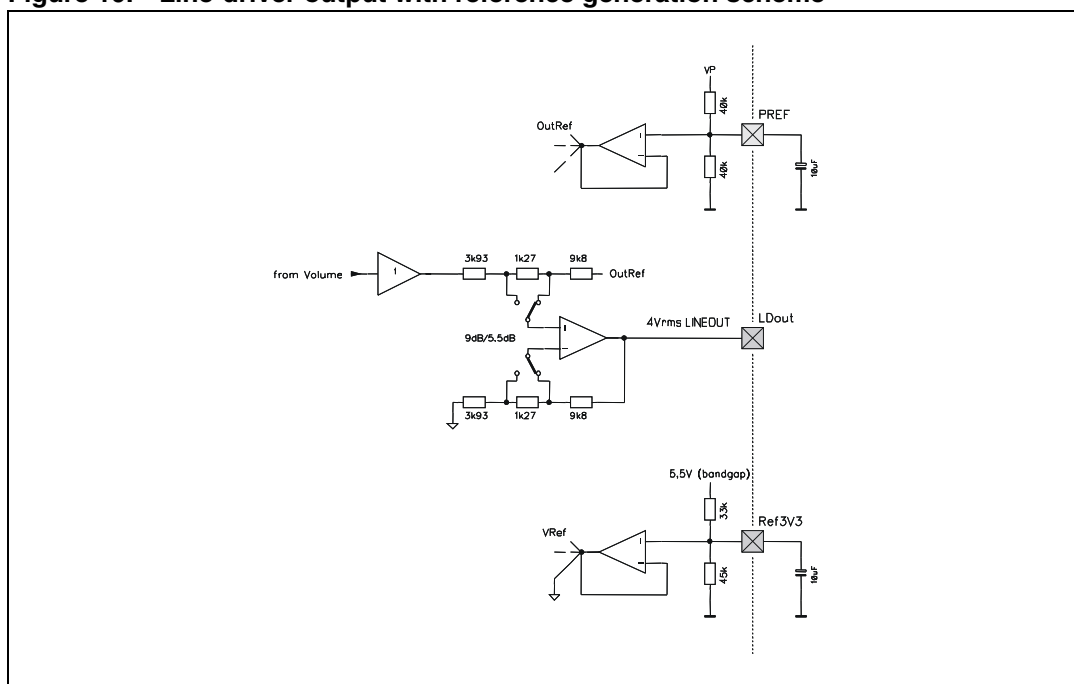 Figure 10. Line driver output with reference generation scheme
VP
40k
PREF
OutRef
40k
10uF
3k93
1k27
9k8
from Volume
1
OutRef
4Vrms LINEOUT
LDout
9dB/5.5dB
3k93
1k27
9k8
5,5V (bandgap)
33k
Ref3V3
VRef
45k
10uF